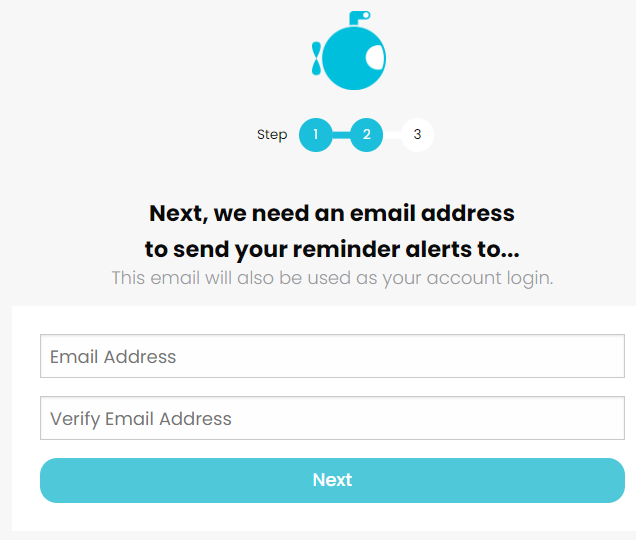 Step 1 2 3
Next, we need an email address
to send your reminder alerts to...
This email will also be used as your account login.
Email Address
Verify Email Address
Next